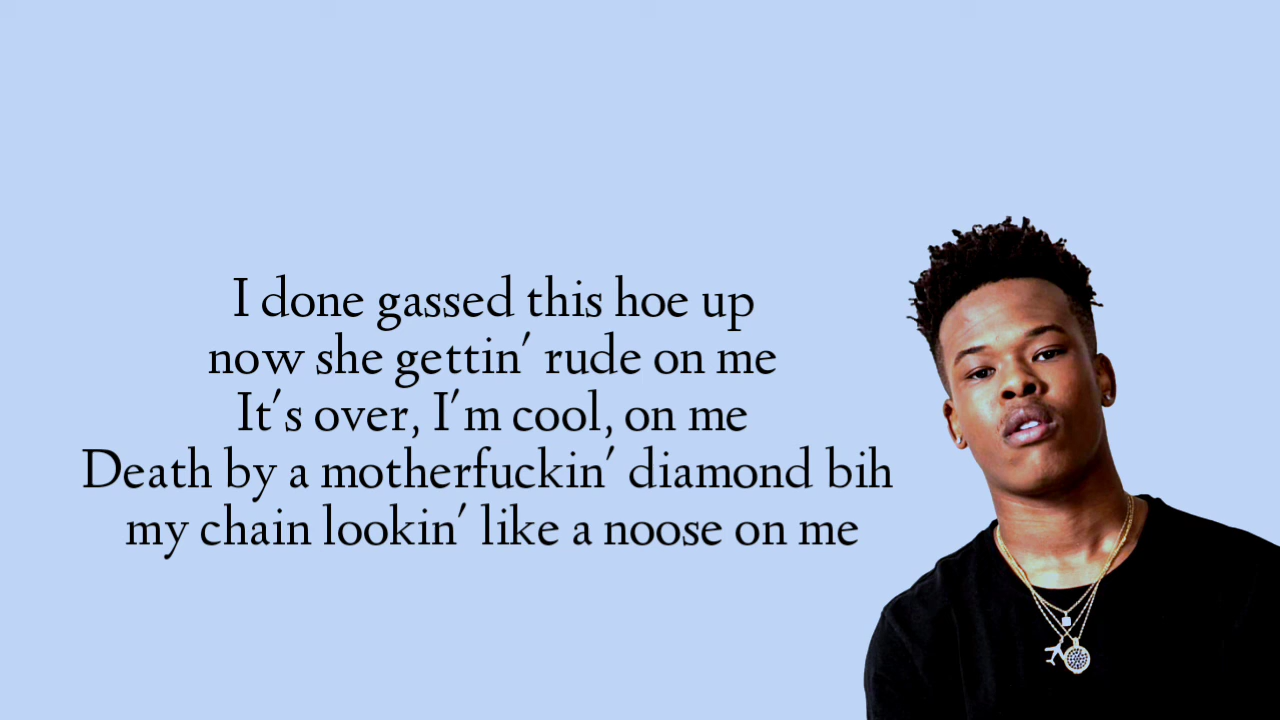 I done gassed this hoe up
now she gettin' rude on me
It's over, I'm cool, on me
Death by a motherfuckin' diamond bih
my chain lookin' like a noose on me